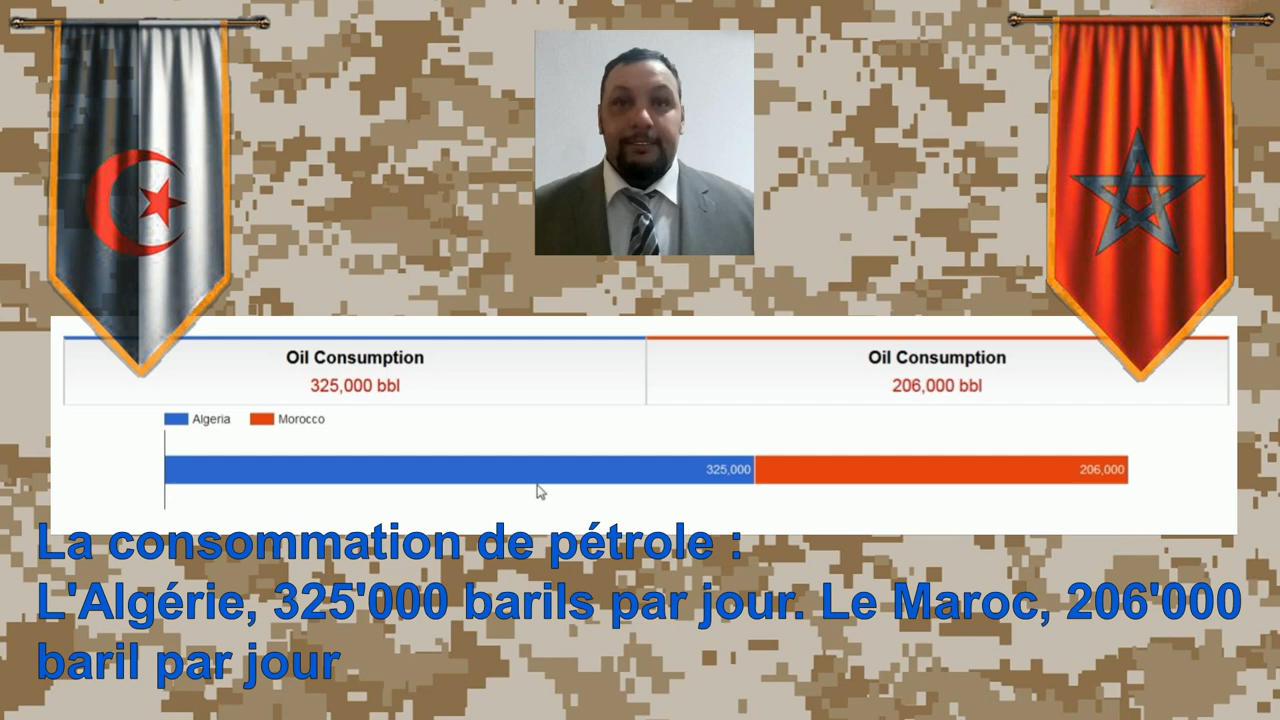 Oil Consumption
325,000 bbl
Oil Consumption
206,000 bbl
Algeria
Morocco
325,000
206,000
La consommation de pétrole :
L'Algérie, 325'000 barils par jour. Le Maroc, 206'000
baril par jour